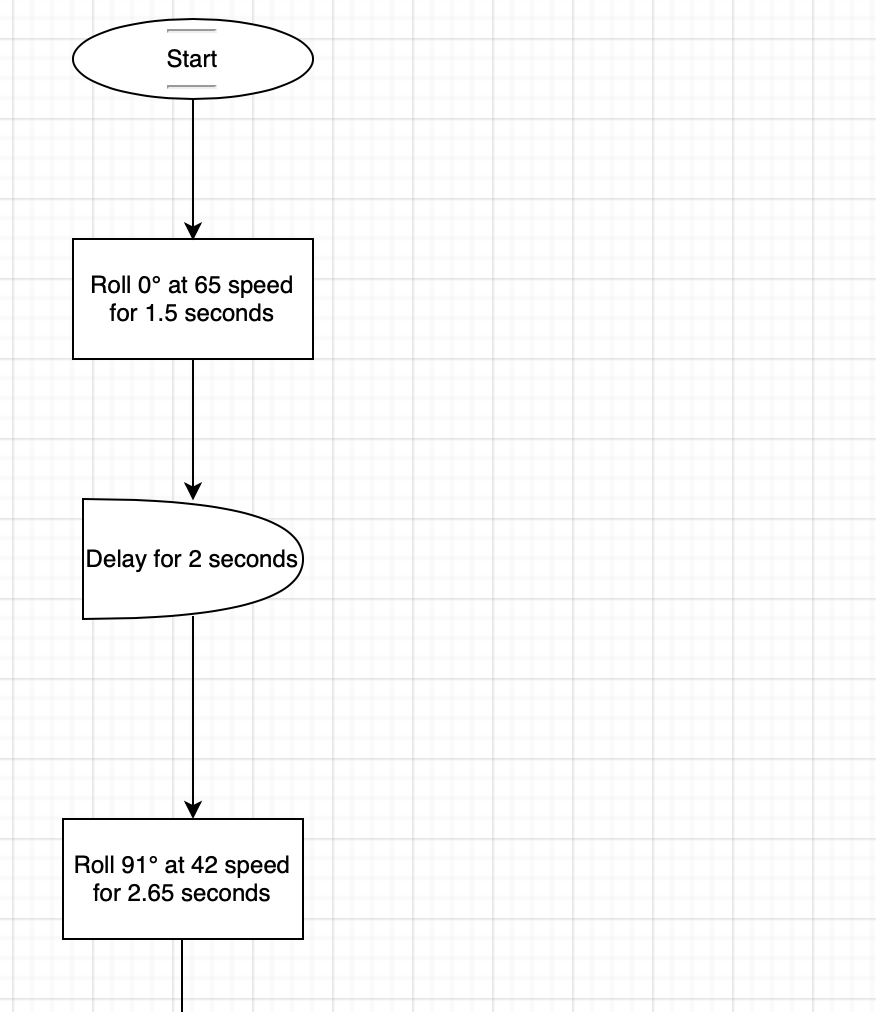 Start
Roll 0° at 65 speed
for 1.5 seconds
Delay for 2 seconds
Roll 91° at 42 speed
for 2.65 seconds